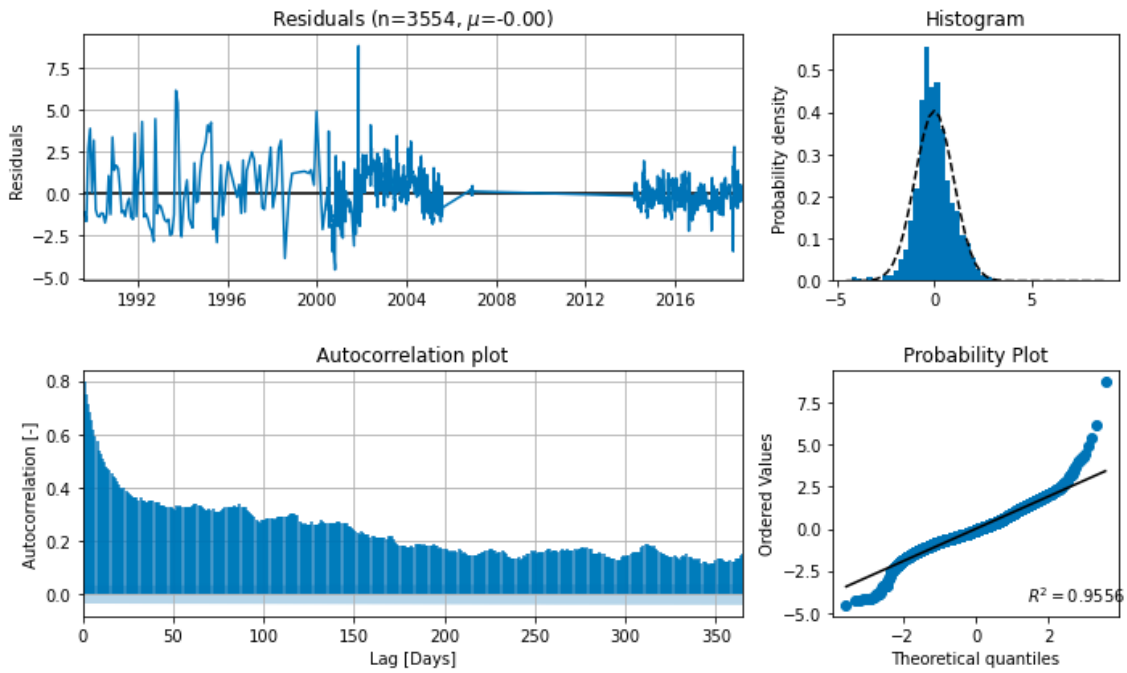 Residuals (n=3554, μ=-0.00)
Residuals
7.5
5.0
2.5
0.0
−2.5
−5.0
1992 1996 2000 2004 2008 2012 2016
Histogram
Probability density
0.5
0.4
0.3
0.2
0.1
0.0
−5 0 5
Autocorrelation plot
Autocorrelation [-]
0.8
0.6
0.4
0.2
0.0
0 50 100 150 200 250 300 350
Lag [Days]
Probability Plot
Ordered Values
7.5
5.0
2.5
0.0
−2.5
−5.0
R² = 0.9556
−2 0 2
Theoretical quantiles